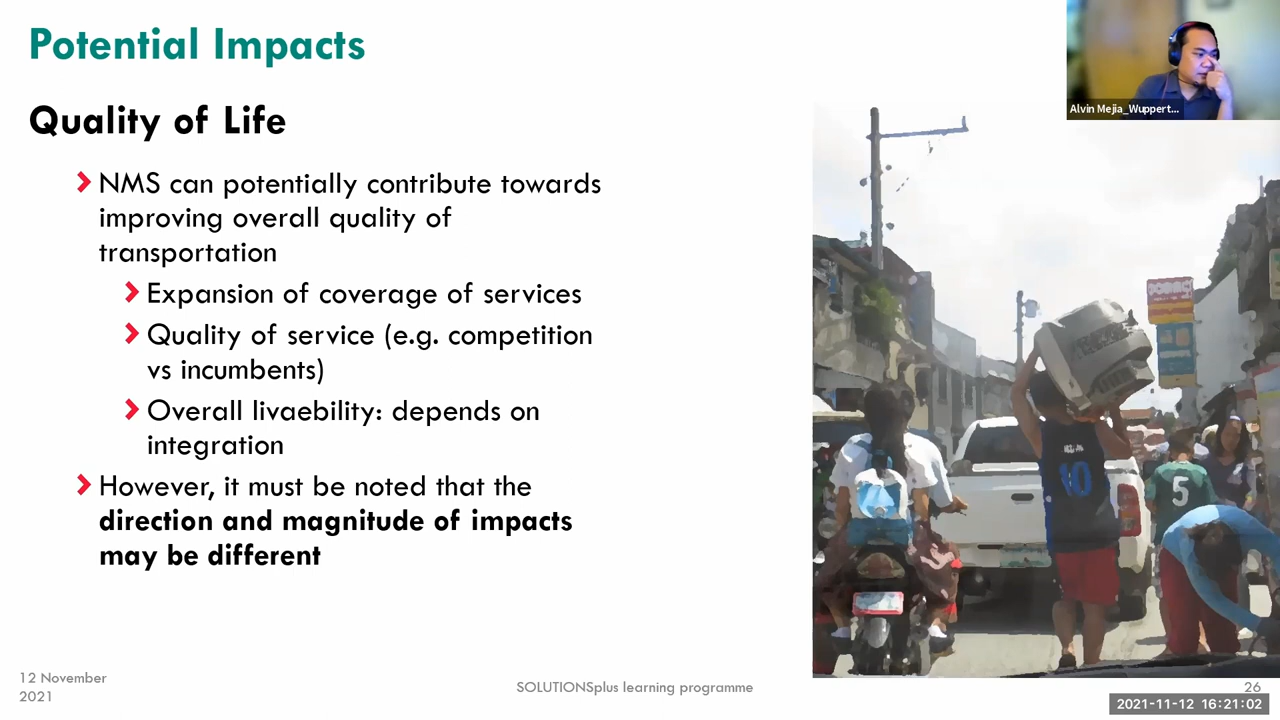 Potential Impacts
Alvin Mejia_Wuppert...
Quality of Life
NMS can potentially contribute towards
improving overall quality of
transportation
Expansion of coverage of services
Quality of service (e.g. competition
vs incumbents)
Overall livaebility: depends on
integration
However, it must be noted that the
direction and magnitude of impacts
may be different
10
5
12 November
2021
SOLUTIONSplus learning programme
26
2021-11-12 16:21:02